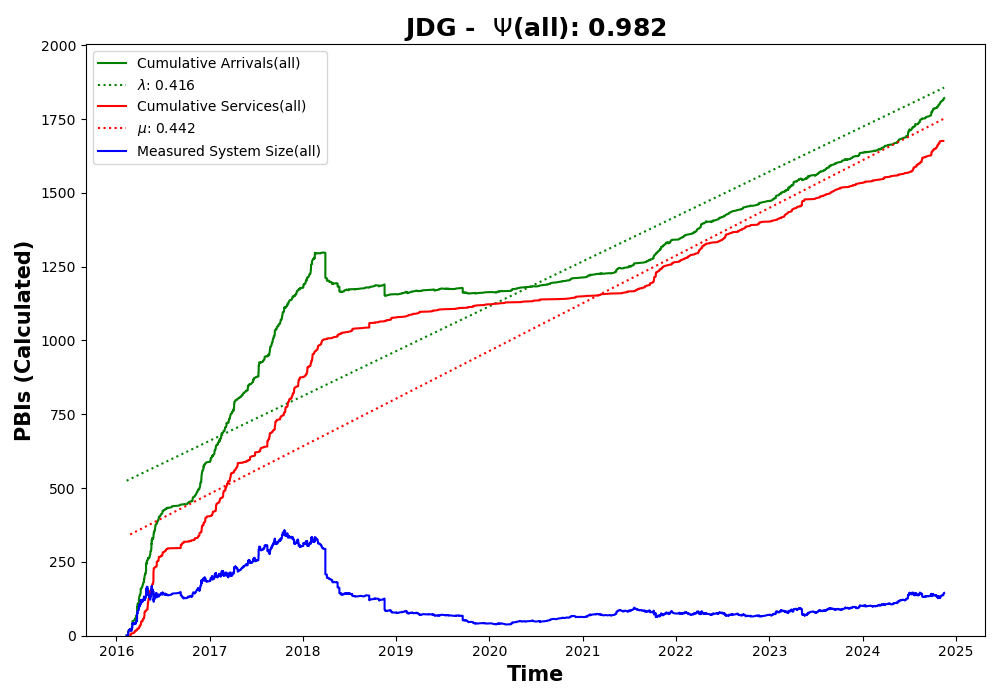 JDG - Ψ(all): 0.982
Cumulative Arrivals(all)
λ: 0.416
Cumulative Services(all)
μ: 0.442
Measured System Size(all)
PBIs (Calculated)
2000
1750
1500
1250
1000
750
500
250
0
2016 2017 2018 2019 2020 2021 2022 2023 2024 2025
Time